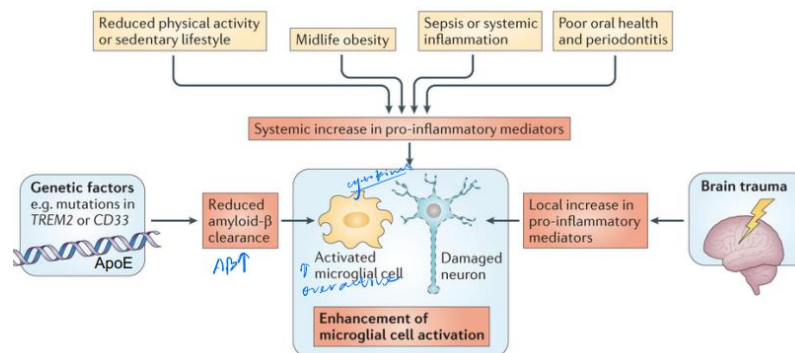 Reduced physical activity
or sedentary lifestyle
Midlife obesity
Sepsis or systemic
inflammation
Poor oral health
and periodontitis
Systemic increase in pro-inflammatory mediators
Genetic factors
e.g. mutations in
TREM2 or CD33
ApoE
Reduced
amyloid-β
clearance
Aβ↑
cytokines
Activated
microglial cell
↑
overactive
Damaged
neuron
Enhancement of
microglial cell activation
Local increase in
pro-inflammatory
mediators
Brain trauma